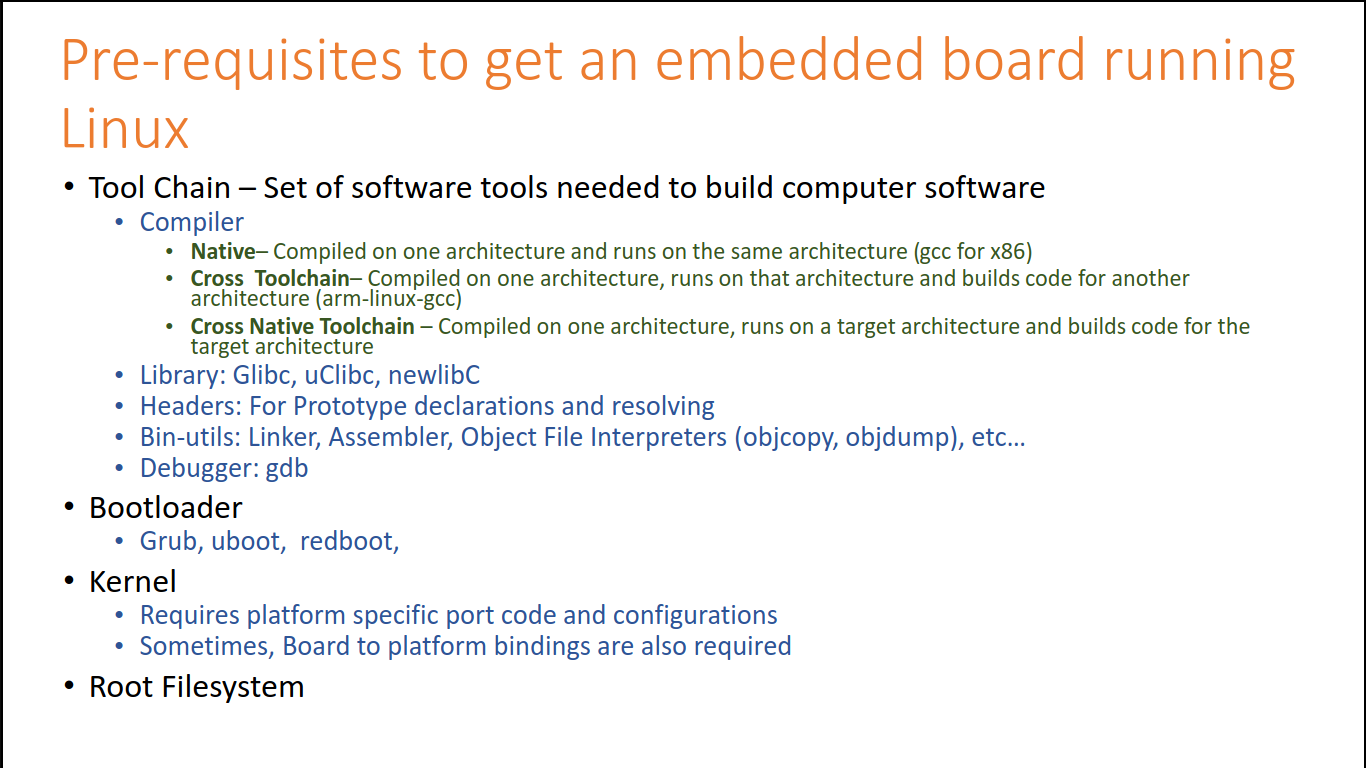 Pre-requisites to get an embedded board running
Linux
• Tool Chain – Set of software tools needed to build computer software
• Compiler
• Native– Compiled on one architecture and runs on the same architecture (gcc for x86)
• Cross  Toolchain– Compiled on one architecture, runs on that architecture and builds code for another
architecture (arm-linux-gcc)
• Cross Native Toolchain – Compiled on one architecture, runs on a target architecture and builds code for the
target architecture
• Library: Glibc, uClibc, newlibC
• Headers: For Prototype declarations and resolving
• Bin-utils: Linker, Assembler, Object File Interpreters (objcopy, objdump), etc…
• Debugger: gdb
• Bootloader
• Grub, uboot,  redboot,
• Kernel
• Requires platform specific port code and configurations
• Sometimes, Board to platform bindings are also required
• Root Filesystem